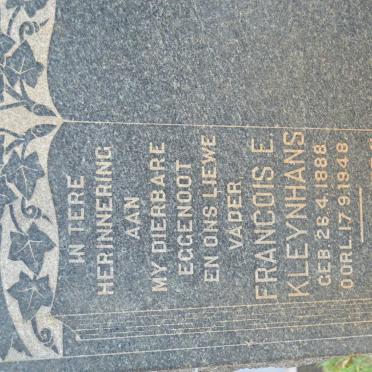 IN TERE
HERINNERING
AAN
MY DIERBARE
EGGENOOT
EN ONS LIEWE
VADER
FRANCOIS E.
KLEYNHANS
GEB. 26.4.1888
OORL. 17.9.1948